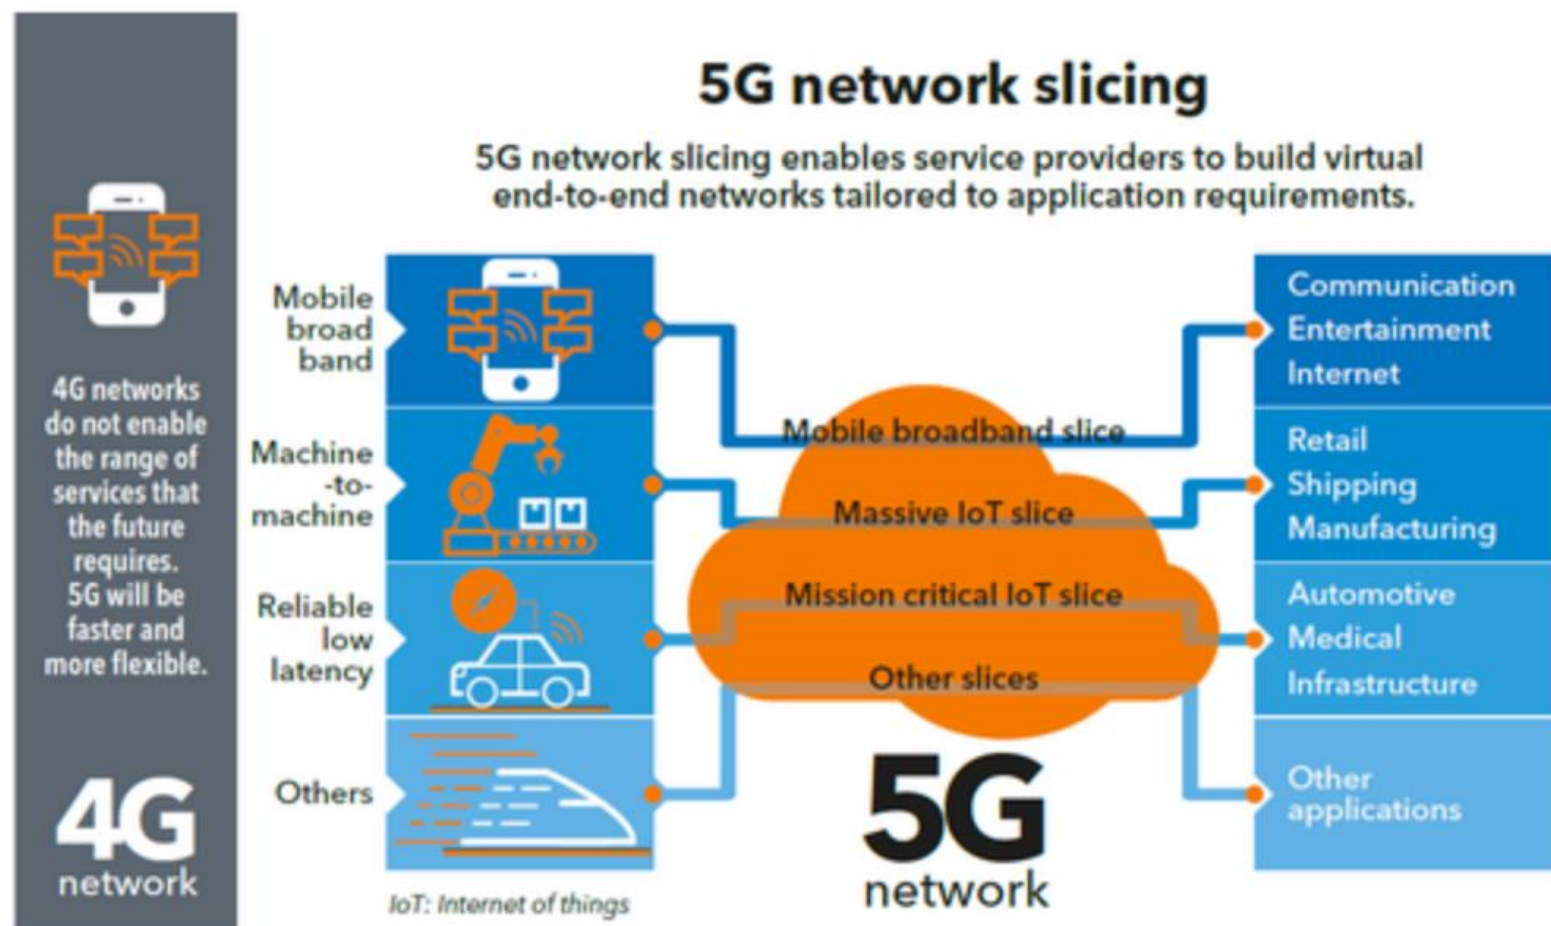 5G network slicing
5G network slicing enables service providers to build virtual
end-to-end networks tailored to application requirements.
4G networks
do not enable
the range of
services that
the future
requires.
5G will be
faster and
more flexible.
4G
network
Mobile
broad
band
Machine
-to-
machine
Reliable
low
latency
Others
Mobile broadband slice
Massive IoT slice
Mission critical IoT slice
Other slices
5G
network
Communication
Entertainment
Internet
Retail
Shipping
Manufacturing
Automotive
Medical
Infrastructure
Other
applications
IoT: Internet of things